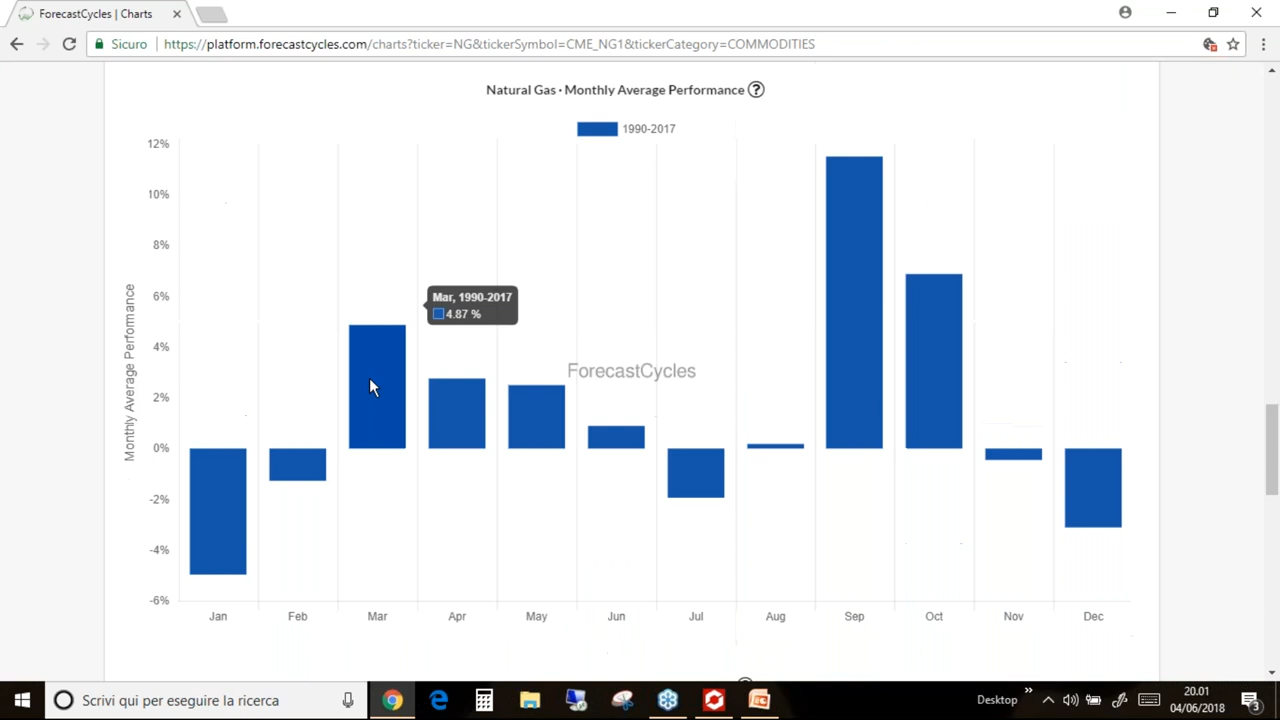 ForecastCycles | Charts
Sicuro | https://platform.forecastcycles.com/charts?ticker=NG&tickerSymbol=CME_NG1&tickerCategory=COMMODITIES
Natural Gas · Monthly Average Performance ?
1990-2017
12%
10%
8%
6%
4%
2%
0%
-2%
-4%
-6%
Monthly Average Performance
Mar, 1990-2017
4.87 %
ForecastCycles
Jan Feb Mar Apr May Jun Jul Aug Sep Oct Nov Dec
Scrivi qui per eseguire la ricerca
Desktop
20.01
04/06/2018
3